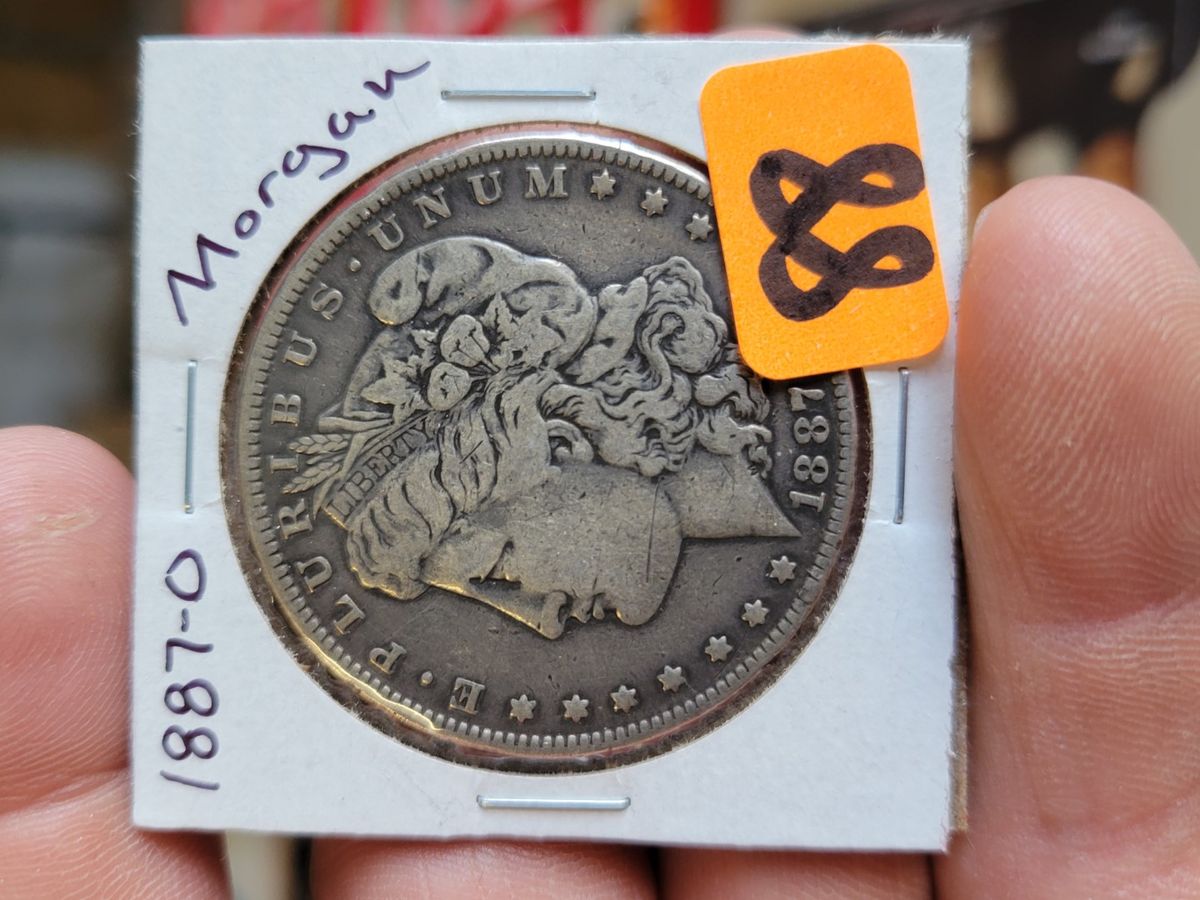 1887-O Morgan
88
E · PLURIBUS · UNUM
LIBERTY
1887